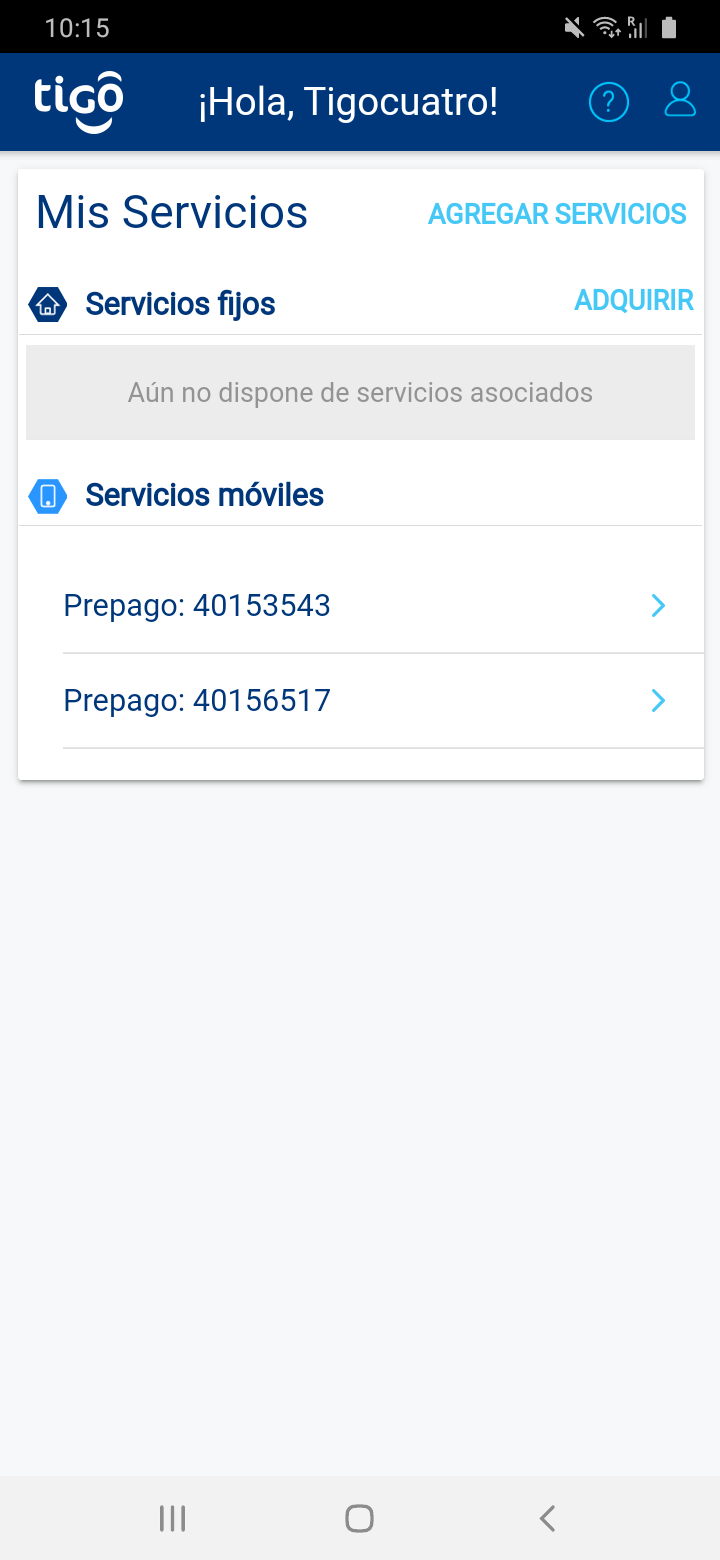 10:15
tigo
¡Hola, Tigocuatro!
?
Mis Servicios
AGREGAR SERVICIOS
Servicios fijos
ADQUIRIR
Aún no dispone de servicios asociados
Servicios móviles
Prepago: 40153543
Prepago: 40156517